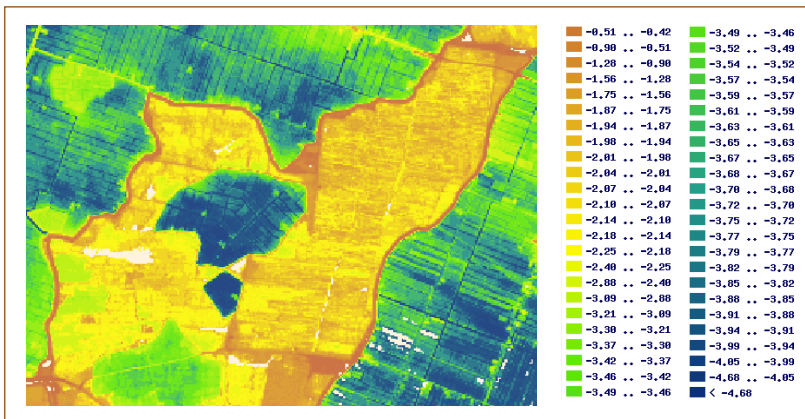 -0.51 .. -0.42
-0.90 .. -0.51
-1.28 .. -0.90
-1.56 .. -1.28
-1.75 .. -1.56
-1.87 .. -1.75
-1.94 .. -1.87
-1.98 .. -1.94
-2.01 .. -1.98
-2.04 .. -2.01
-2.07 .. -2.04
-2.10 .. -2.07
-2.14 .. -2.10
-2.18 .. -2.14
-2.25 .. -2.18
-2.40 .. -2.25
-2.88 .. -2.40
-3.09 .. -2.88
-3.21 .. -3.09
-3.30 .. -3.21
-3.37 .. -3.30
-3.42 .. -3.37
-3.46 .. -3.42
-3.49 .. -3.46
-3.49 .. -3.46
-3.52 .. -3.49
-3.54 .. -3.52
-3.57 .. -3.54
-3.59 .. -3.57
-3.61 .. -3.59
-3.63 .. -3.61
-3.65 .. -3.63
-3.67 .. -3.65
-3.68 .. -3.67
-3.70 .. -3.68
-3.72 .. -3.70
-3.75 .. -3.72
-3.77 .. -3.75
-3.79 .. -3.77
-3.82 .. -3.79
-3.85 .. -3.82
-3.88 .. -3.85
-3.91 .. -3.88
-3.94 .. -3.91
-3.99 .. -3.94
-4.05 .. -3.99
-4.68 .. -4.05
< -4.68